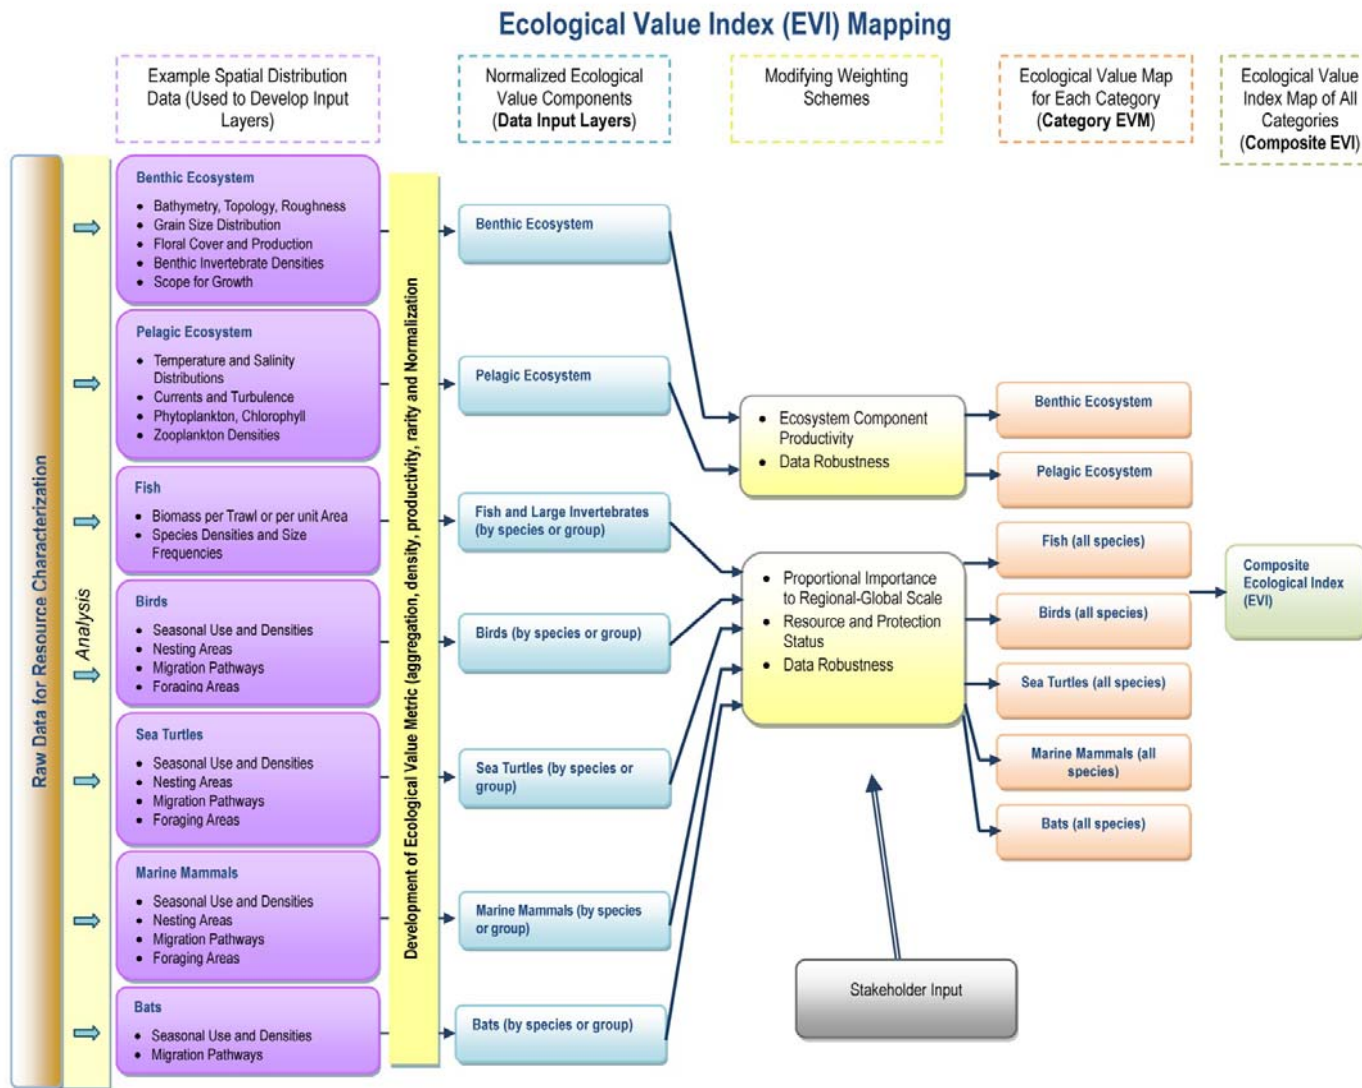 Ecological Value Index (EVI) Mapping
Example Spatial Distribution
Data (Used to Develop Input
Layers)
Normalized Ecological
Value Components
(Data Input Layers)
Modifying Weighting
Schemes
Ecological Value Map
for Each Category
(Category EVM)
Ecological Value
Index Map of All
Categories
(Composite EVI)
Raw Data for Resource Characterization
Analysis
Benthic Ecosystem
• Bathymetry, Topology, Roughness
• Grain Size Distribution
• Floral Cover and Production
• Benthic Invertebrate Densities
• Scope for Growth
Pelagic Ecosystem
• Temperature and Salinity
Distributions
• Currents and Turbulence
• Phytoplankton, Chlorophyll
• Zooplankton Densities
Fish
• Biomass per Trawl or per unit Area
• Species Densities and Size
Frequencies
Birds
• Seasonal Use and Densities
• Nesting Areas
• Migration Pathways
• Foraging Areas
Sea Turtles
• Seasonal Use and Densities
• Nesting Areas
• Migration Pathways
• Foraging Areas
Marine Mammals
• Seasonal Use and Densities
• Nesting Areas
• Migration Pathways
• Foraging Areas
Bats
• Seasonal Use and Densities
• Migration Pathways
Development of Ecological Value Metric (aggregation, density, productivity, rarity and Normalization
Benthic Ecosystem
Pelagic Ecosystem
Fish and Large Invertebrates
(by species or group)
Birds (by species or group)
Sea Turtles (by species or
group)
Marine Mammals (by species
or group)
Bats (by species or group)
• Ecosystem Component
Productivity
• Data Robustness
• Proportional Importance
to Regional-Global Scale
• Resource and Protection
Status
• Data Robustness
Stakeholder Input
Benthic Ecosystem
Pelagic Ecosystem
Fish (all species)
Birds (all species)
Sea Turtles (all species)
Marine Mammals (all
species)
Bats (all species)
Composite
Ecological Index
(EVI)